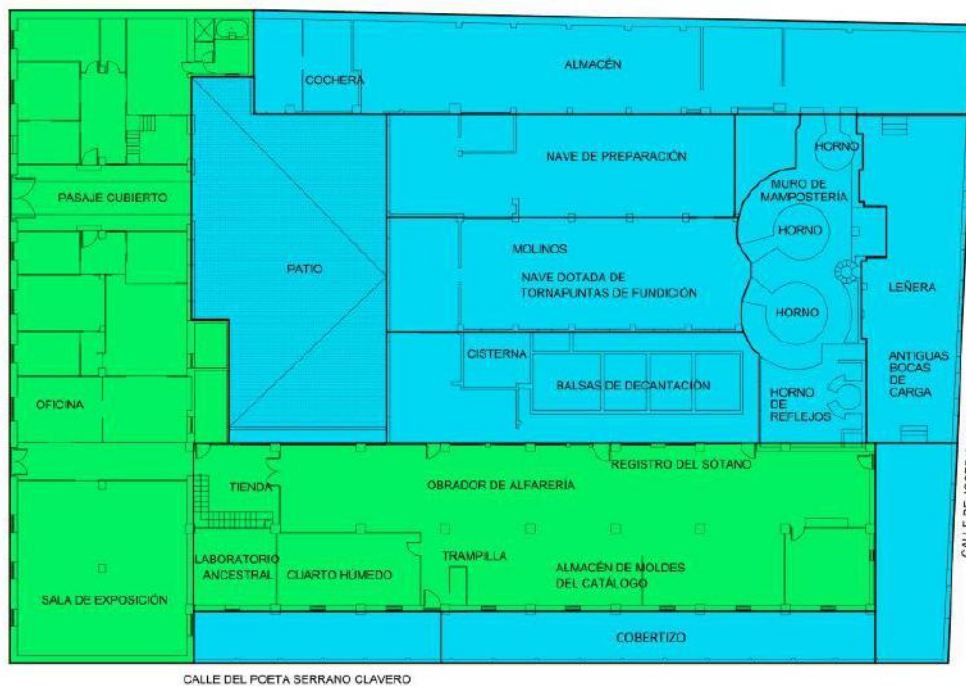 COCHERA
ALMACÉN
HORNO
NAVE DE PREPARACIÓN
MURO DE
MAMPOSTERÍA
PASAJE CUBIERTO
HORNO
MOLINOS
PATIO
NAVE DOTADA DE
TORNAPUNTAS DE FUNDICIÓN
LEÑERA
HORNO
CISTERNA
ANTIGUAS
BOCAS
DE
CARGA
BALSAS DE DECANTACIÓN
HORNO
DE
REFLEJOS
OFICINA
REGISTRO DEL SÓTANO
TIENDA
OBRADOR DE ALFARERÍA
LABORATORIO
ANCESTRAL
CUARTO HÚMEDO
TRAMPILLA
ALMACÉN DE MOLDES
DEL CATÁLOGO
SALA DE EXPOSICIÓN
COBERTIZO
CALLE DEL POETA SERRANO CLAVERO
CALLE DE